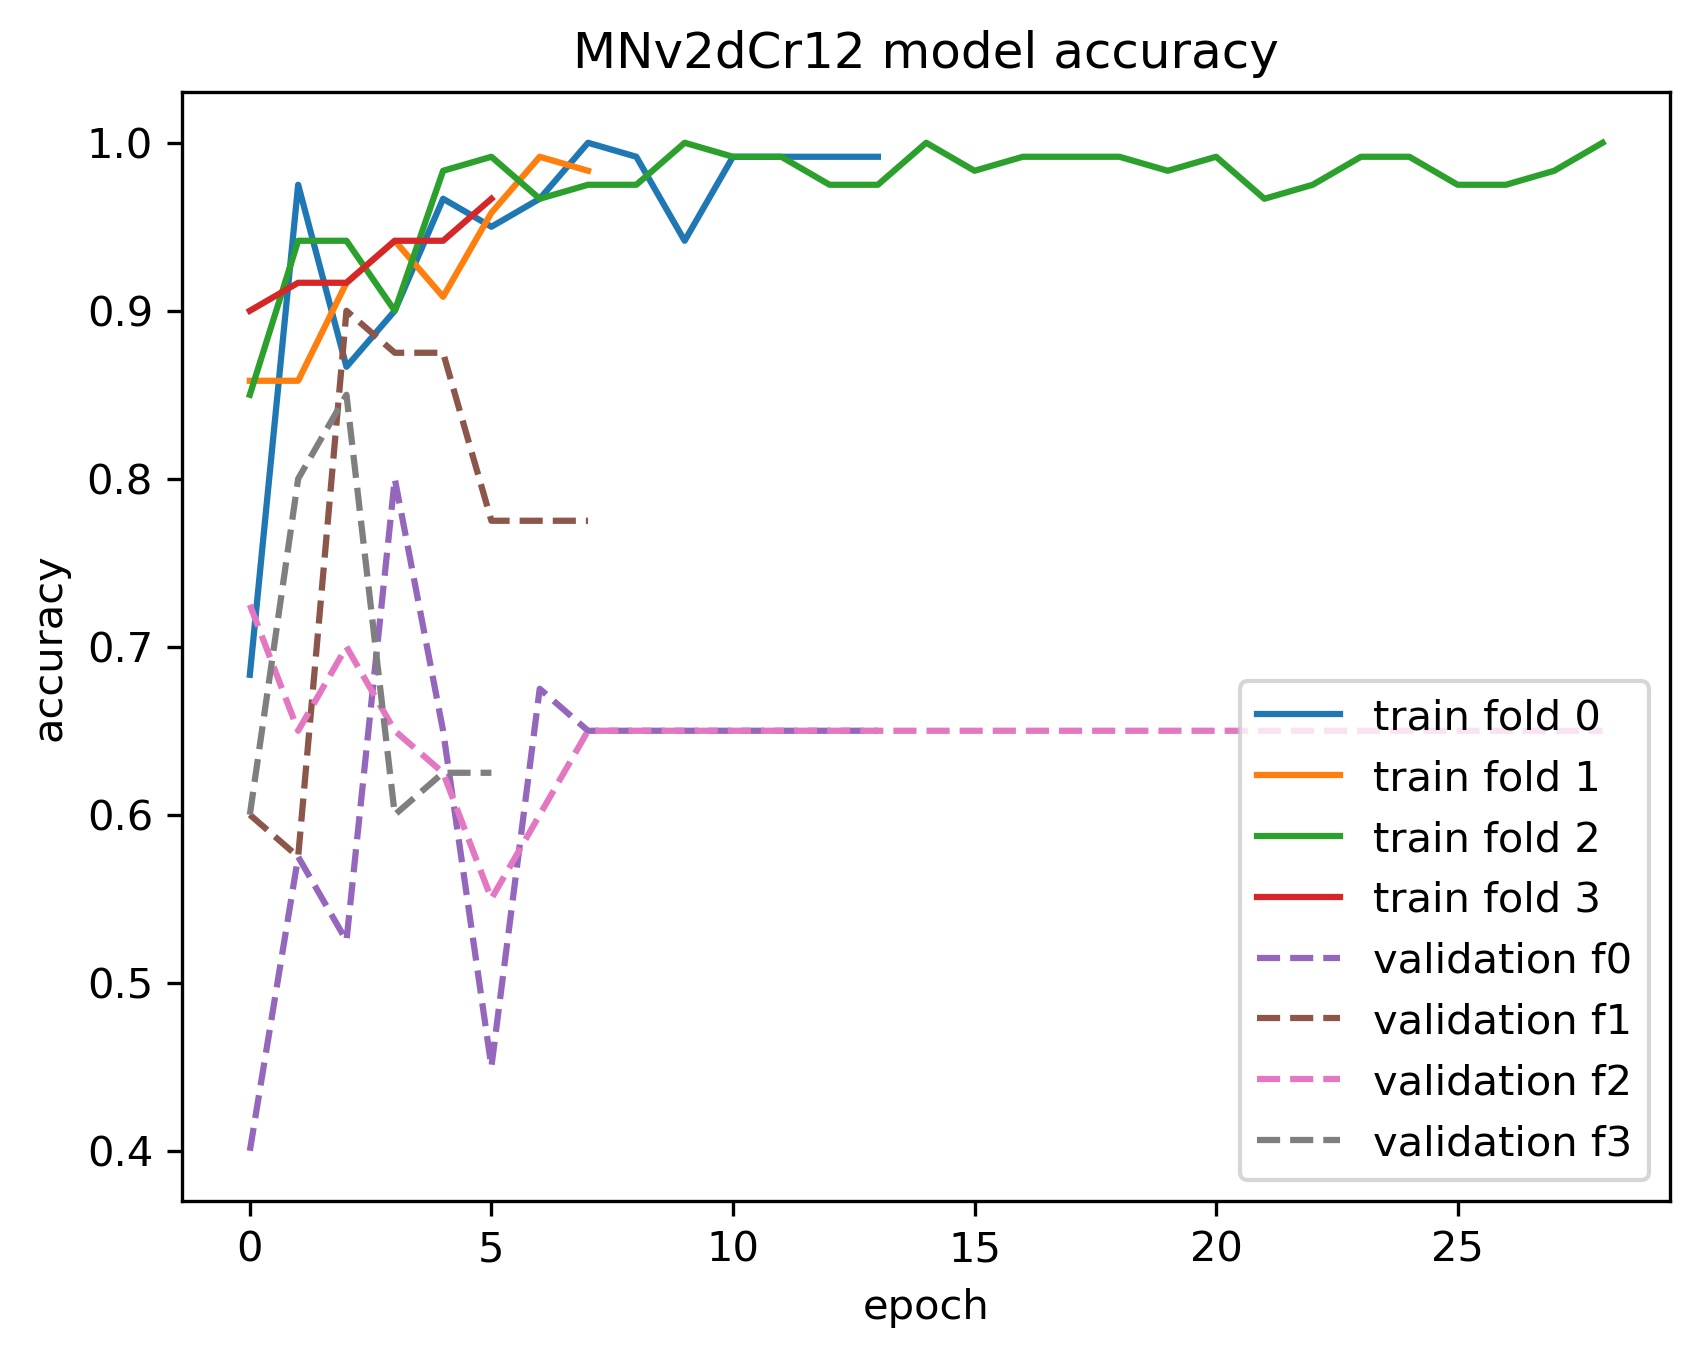 MNv2dCr12 model accuracy
accuracy
1.0
0.9
0.8
0.7
0.6
0.5
0.4
train fold 0
train fold 1
train fold 2
train fold 3
validation f0
validation f1
validation f2
validation f3
0 5 10 15 20 25
epoch